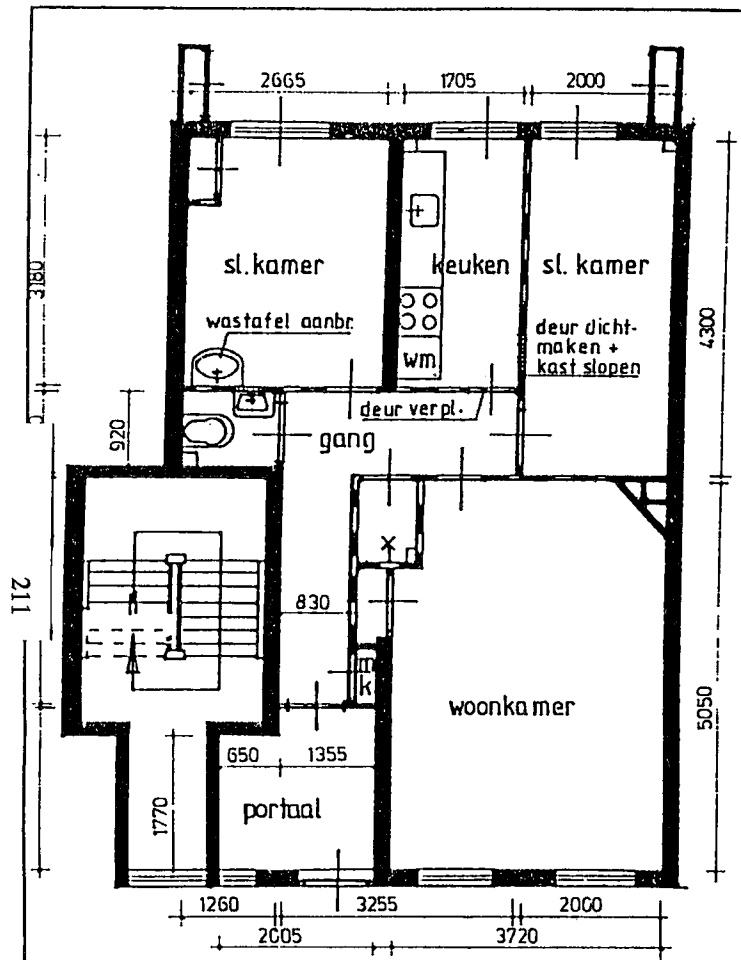 2665 1705 2000
sl. kamer
keuken
sl. kamer
wastafel aanbr.
deur dicht-
maken +
kast slopen
wm
4300
deur verpl.
gang
920
211
830
m
k
woonkamer
5050
650 1355
portaal
1770
1260 3255 2000
2005 3720